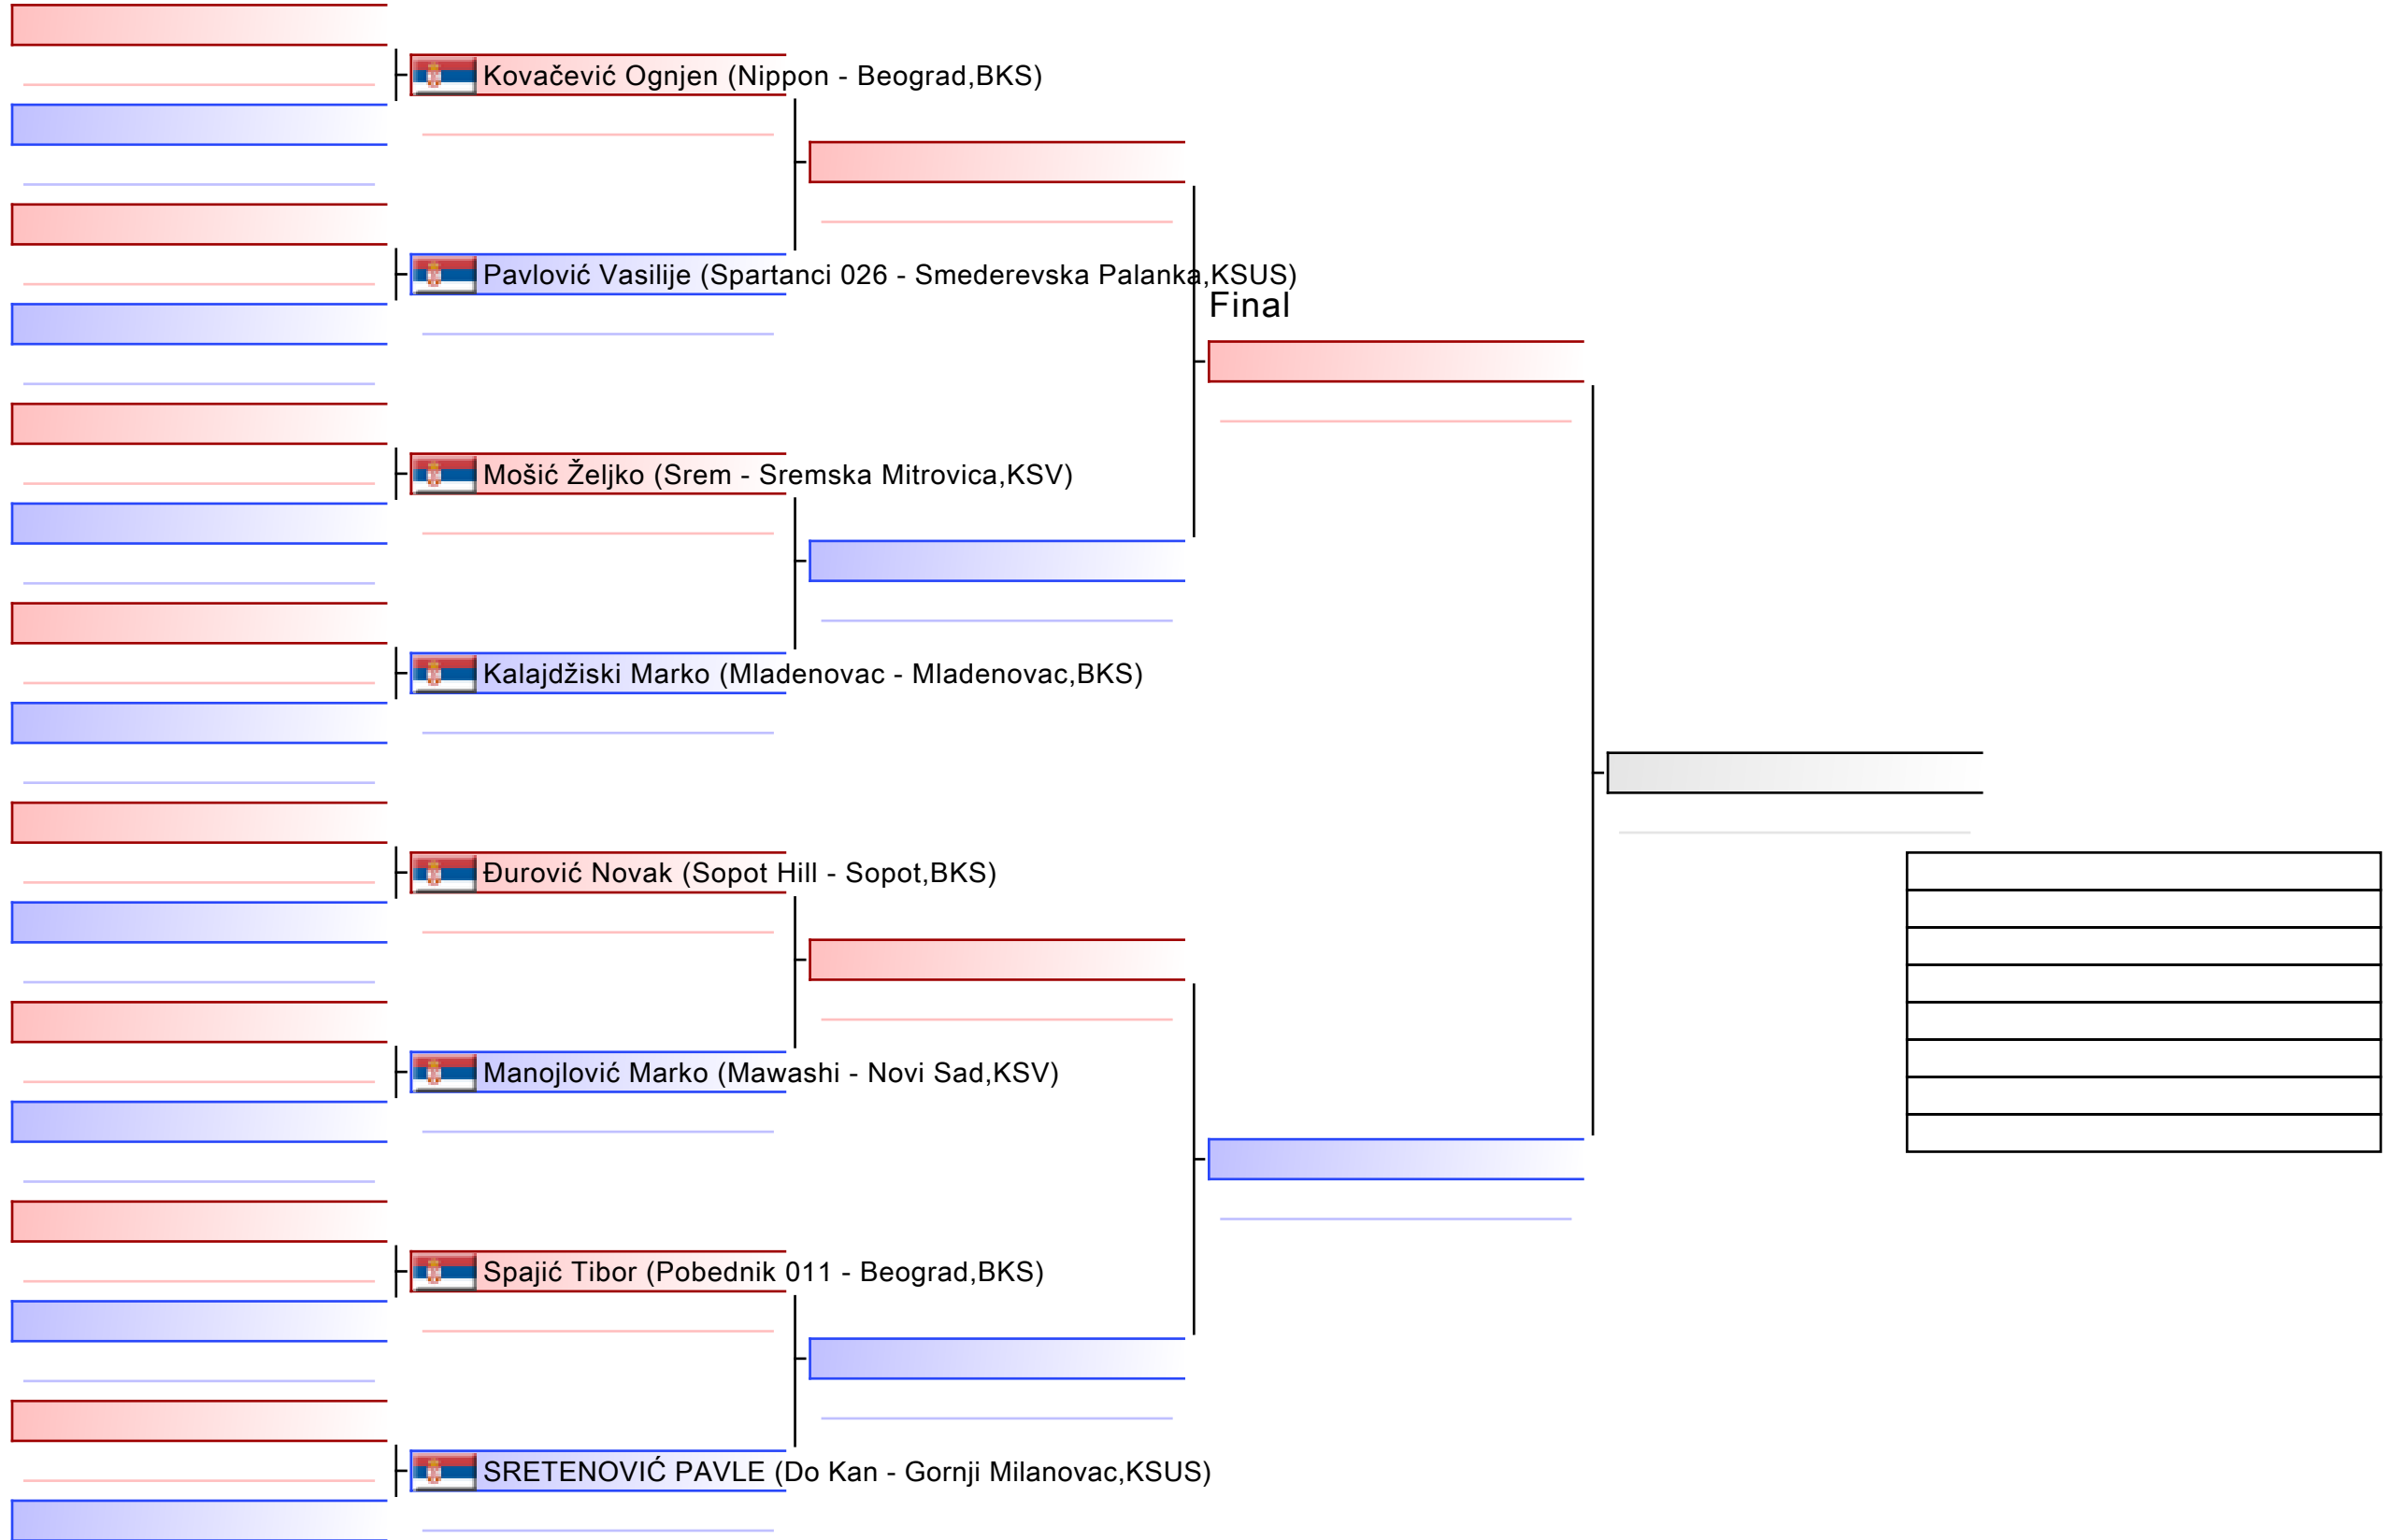 Kovačević Ognjen (Nippon - Beograd,BKS)
Pavlović Vasilije (Spartanci 026 - Smederevska Palanka,KSUS)
Final
Mošić Željko (Srem - Sremska Mitrovica,KSV)
Kalajdžiski Marko (Mladenovac - Mladenovac,BKS)
Đurović Novak (Sopot Hill - Sopot,BKS)
Manojlović Marko (Mawashi - Novi Sad,KSV)
Spajić Tibor (Pobednik 011 - Beograd,BKS)
SRETENOVIĆ PAVLE (Do Kan - Gornji Milanovac,KSUS)